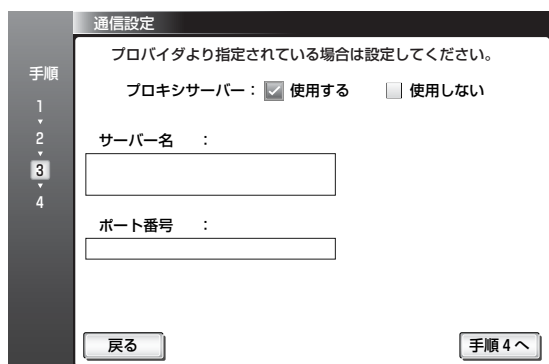 通信設定
プロバイダより指定されている場合は設定してください。
手順
1
2
3
4
プロキシサーバー： 使用する 使用しない
サーバー名 ：
ポート番号 ：
戻る
手順 4 へ